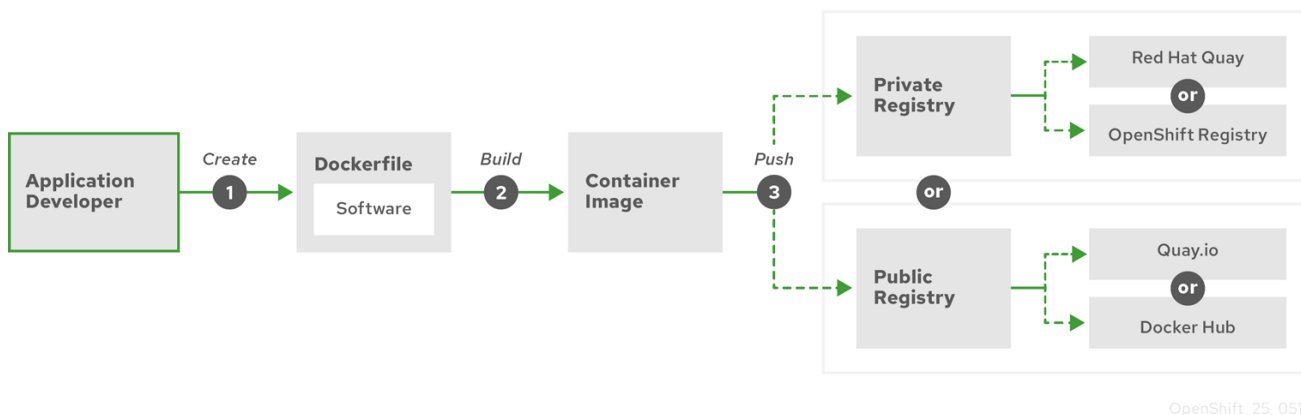 Application
Developer
Create
1
Dockerfile
Software
Build
2
Container
Image
Push
3
Private
Registry
Red Hat Quay
or
OpenShift Registry
or
Public
Registry
Quay.io
or
Docker Hub